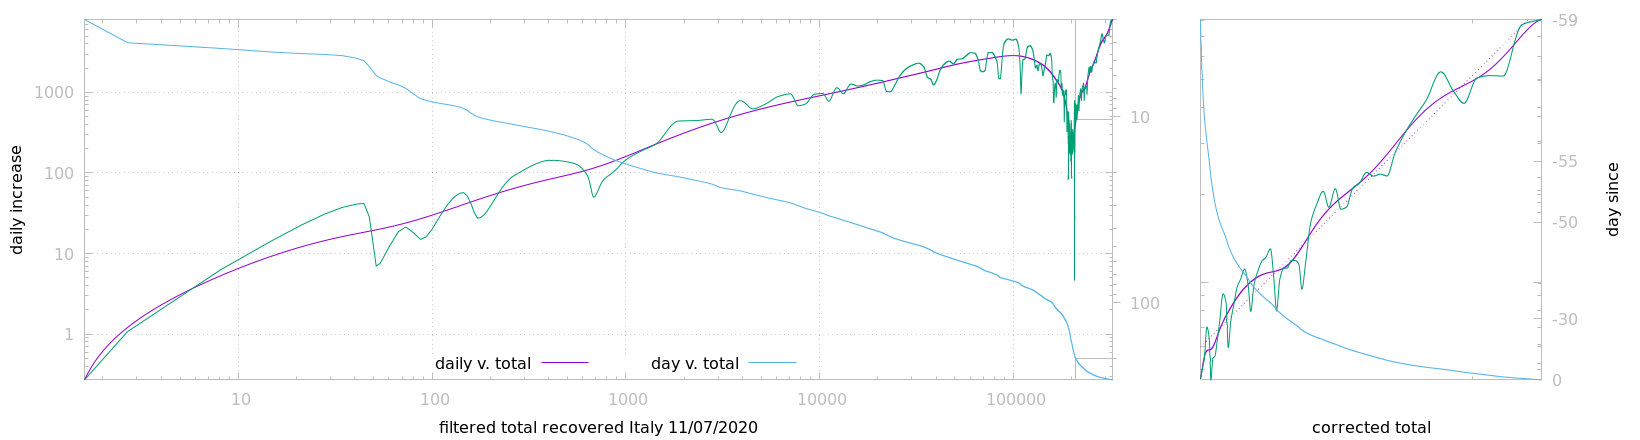 daily increase
1000
100
10
1
10
100
1000
10000
100000
10
100
daily v. total
day v. total
filtered total recovered Italy 11/07/2020
-59
-55
-50
-30
0
day since
corrected total